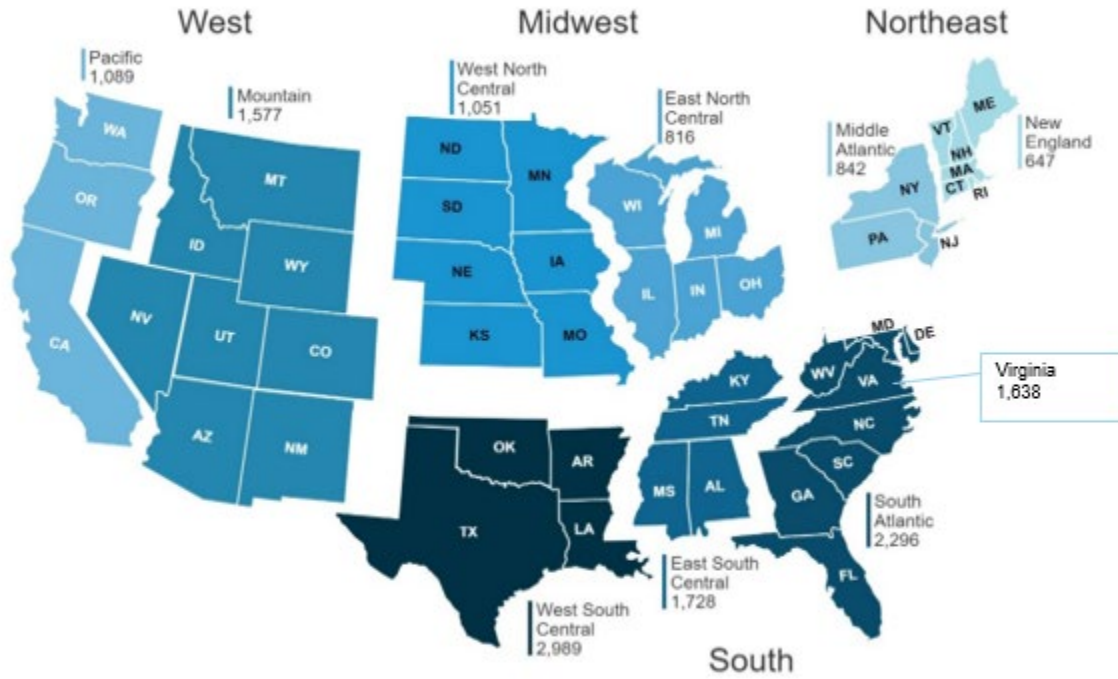 West
Midwest
Northeast
Pacific
1,089
Mountain
1,577
West North
Central
1,051
East North
Central
816
Middle
Atlantic
842
New
England
647
WA
OR
CA
MT
ID
WY
NV
UT
CO
AZ
NM
ND
SD
NE
KS
MN
IA
MO
WI
MI
IL
IN
OH
ME
VT
NH
MA
CT
RI
NY
PA
NJ
MD
DE
WV
VA
Virginia
1,638
KY
TN
NC
SC
MS
AL
GA
FL
OK
AR
TX
LA
South
Atlantic
2,296
East South
Central
1,728
West South
Central
2,989
South